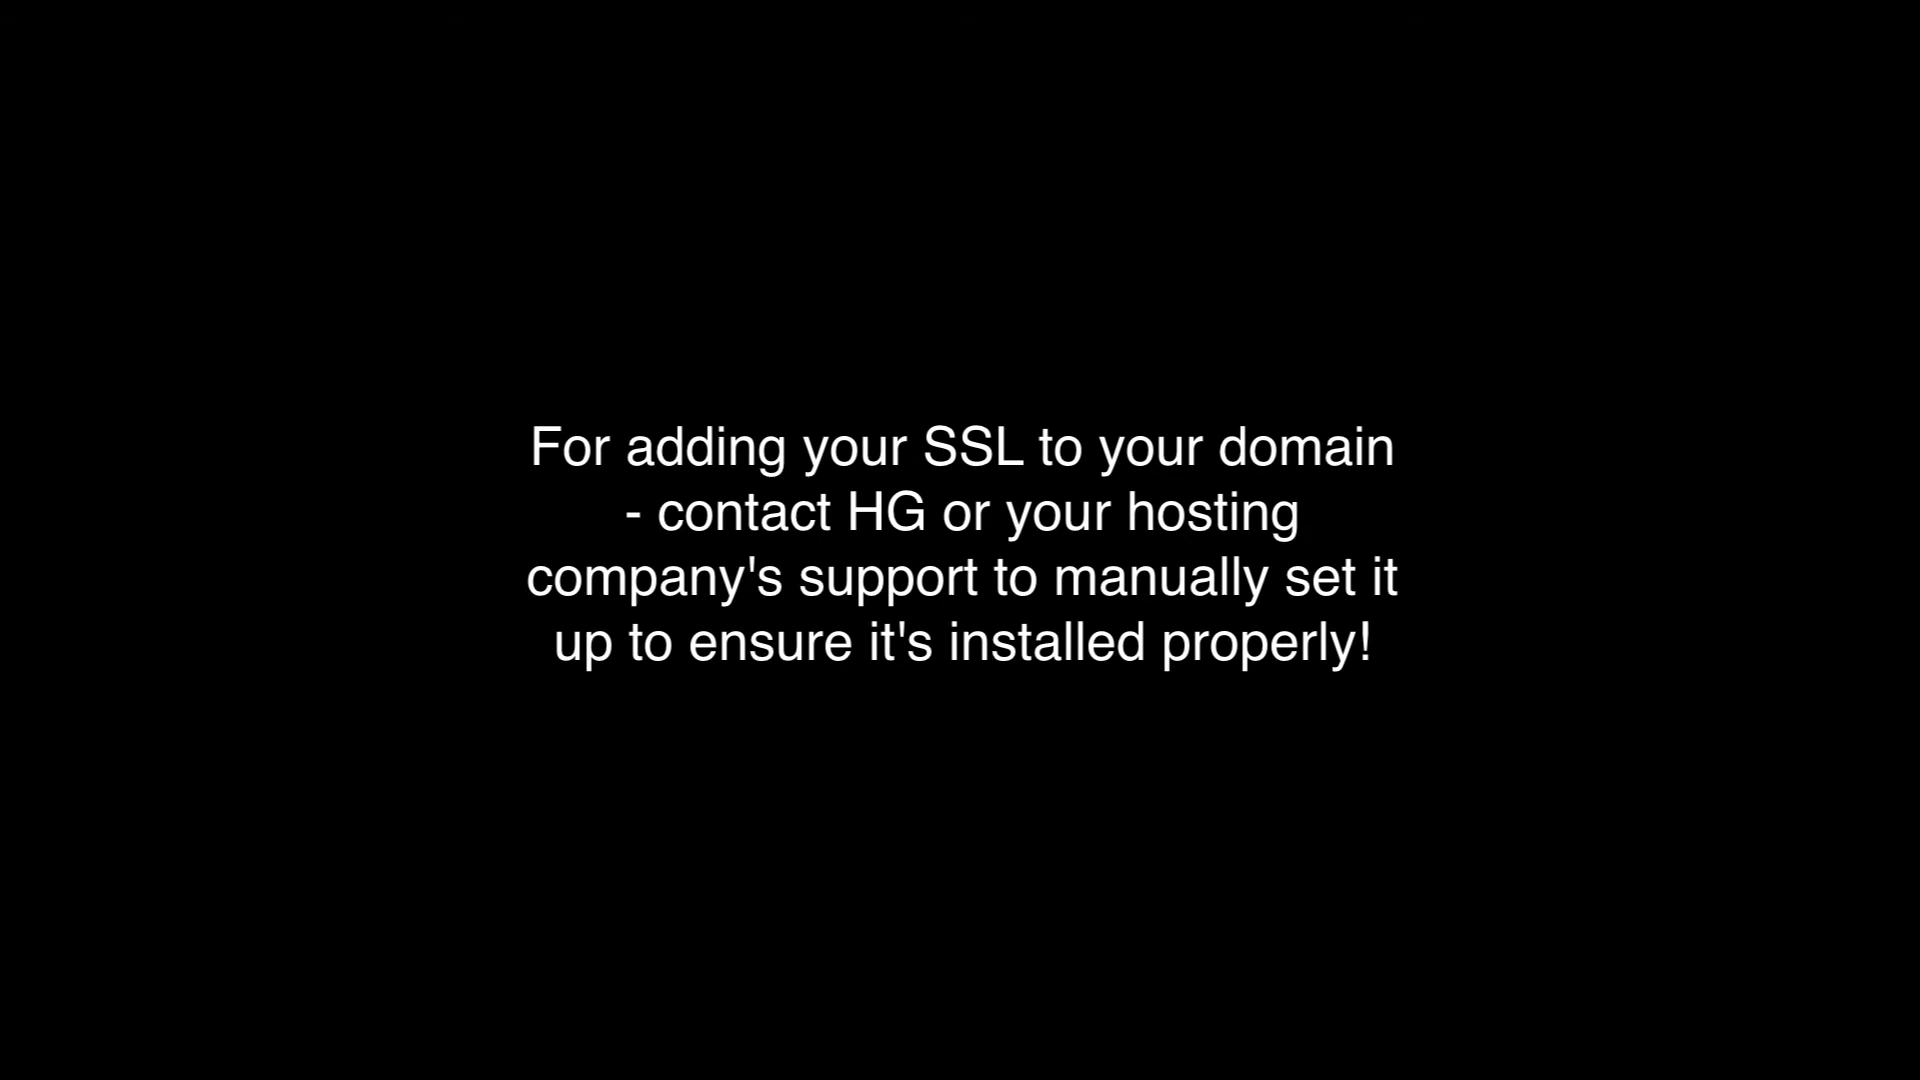 For adding your SSL to your domain
- contact HG or your hosting
company's support to manually set it
up to ensure it's installed properly!